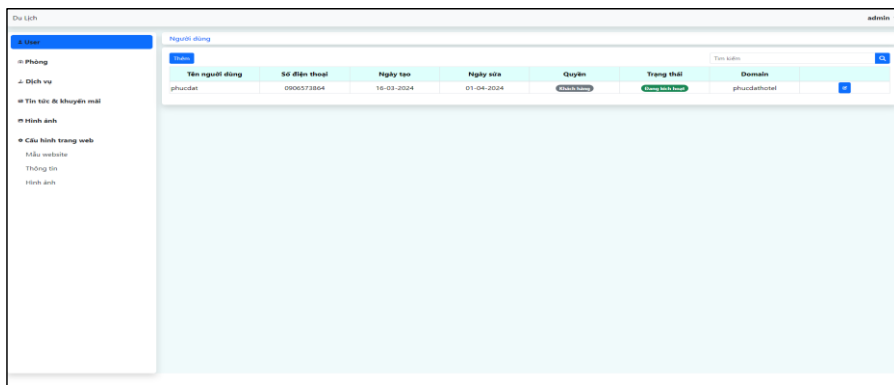 Du Lịch
admin
User
Người dùng
Thêm
Tìm kiếm
Phòng
Dịch vụ
Tin tức & khuyến mãi
Hình ảnh
Cấu hình trang web
Mẫu website
Thông tin
Hình ảnh
Tên người dùng Số điện thoại Ngày tạo Ngày sửa Quyền Trạng thái Domain
phucdat 0906573864 16-03-2024 01-04-2024 Khách hàng Đang kích hoạt phucdathotel